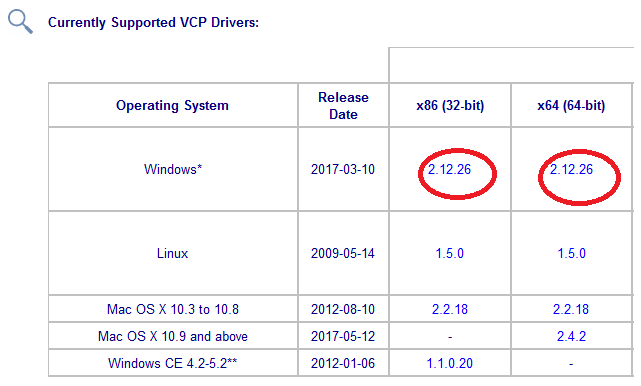 Currently Supported VCP Drivers:
Operating System Release Date x86 (32-bit) x64 (64-bit)
Windows* 2017-03-10 2.12.26 2.12.26
Linux 2009-05-14 1.5.0 1.5.0
Mac OS X 10.3 to 10.8 2012-08-10 2.2.18 2.2.18
Mac OS X 10.9 and above 2017-05-12 - 2.4.2
Windows CE 4.2-5.2** 2012-01-06 1.1.0.20 -